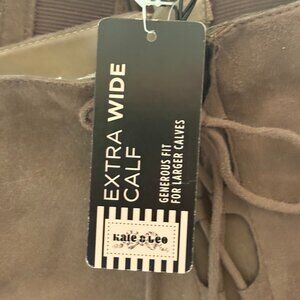 EXTRA WIDE
CALF
GENEROUS FIT
FOR LARGER CALVES
Kate & Leo